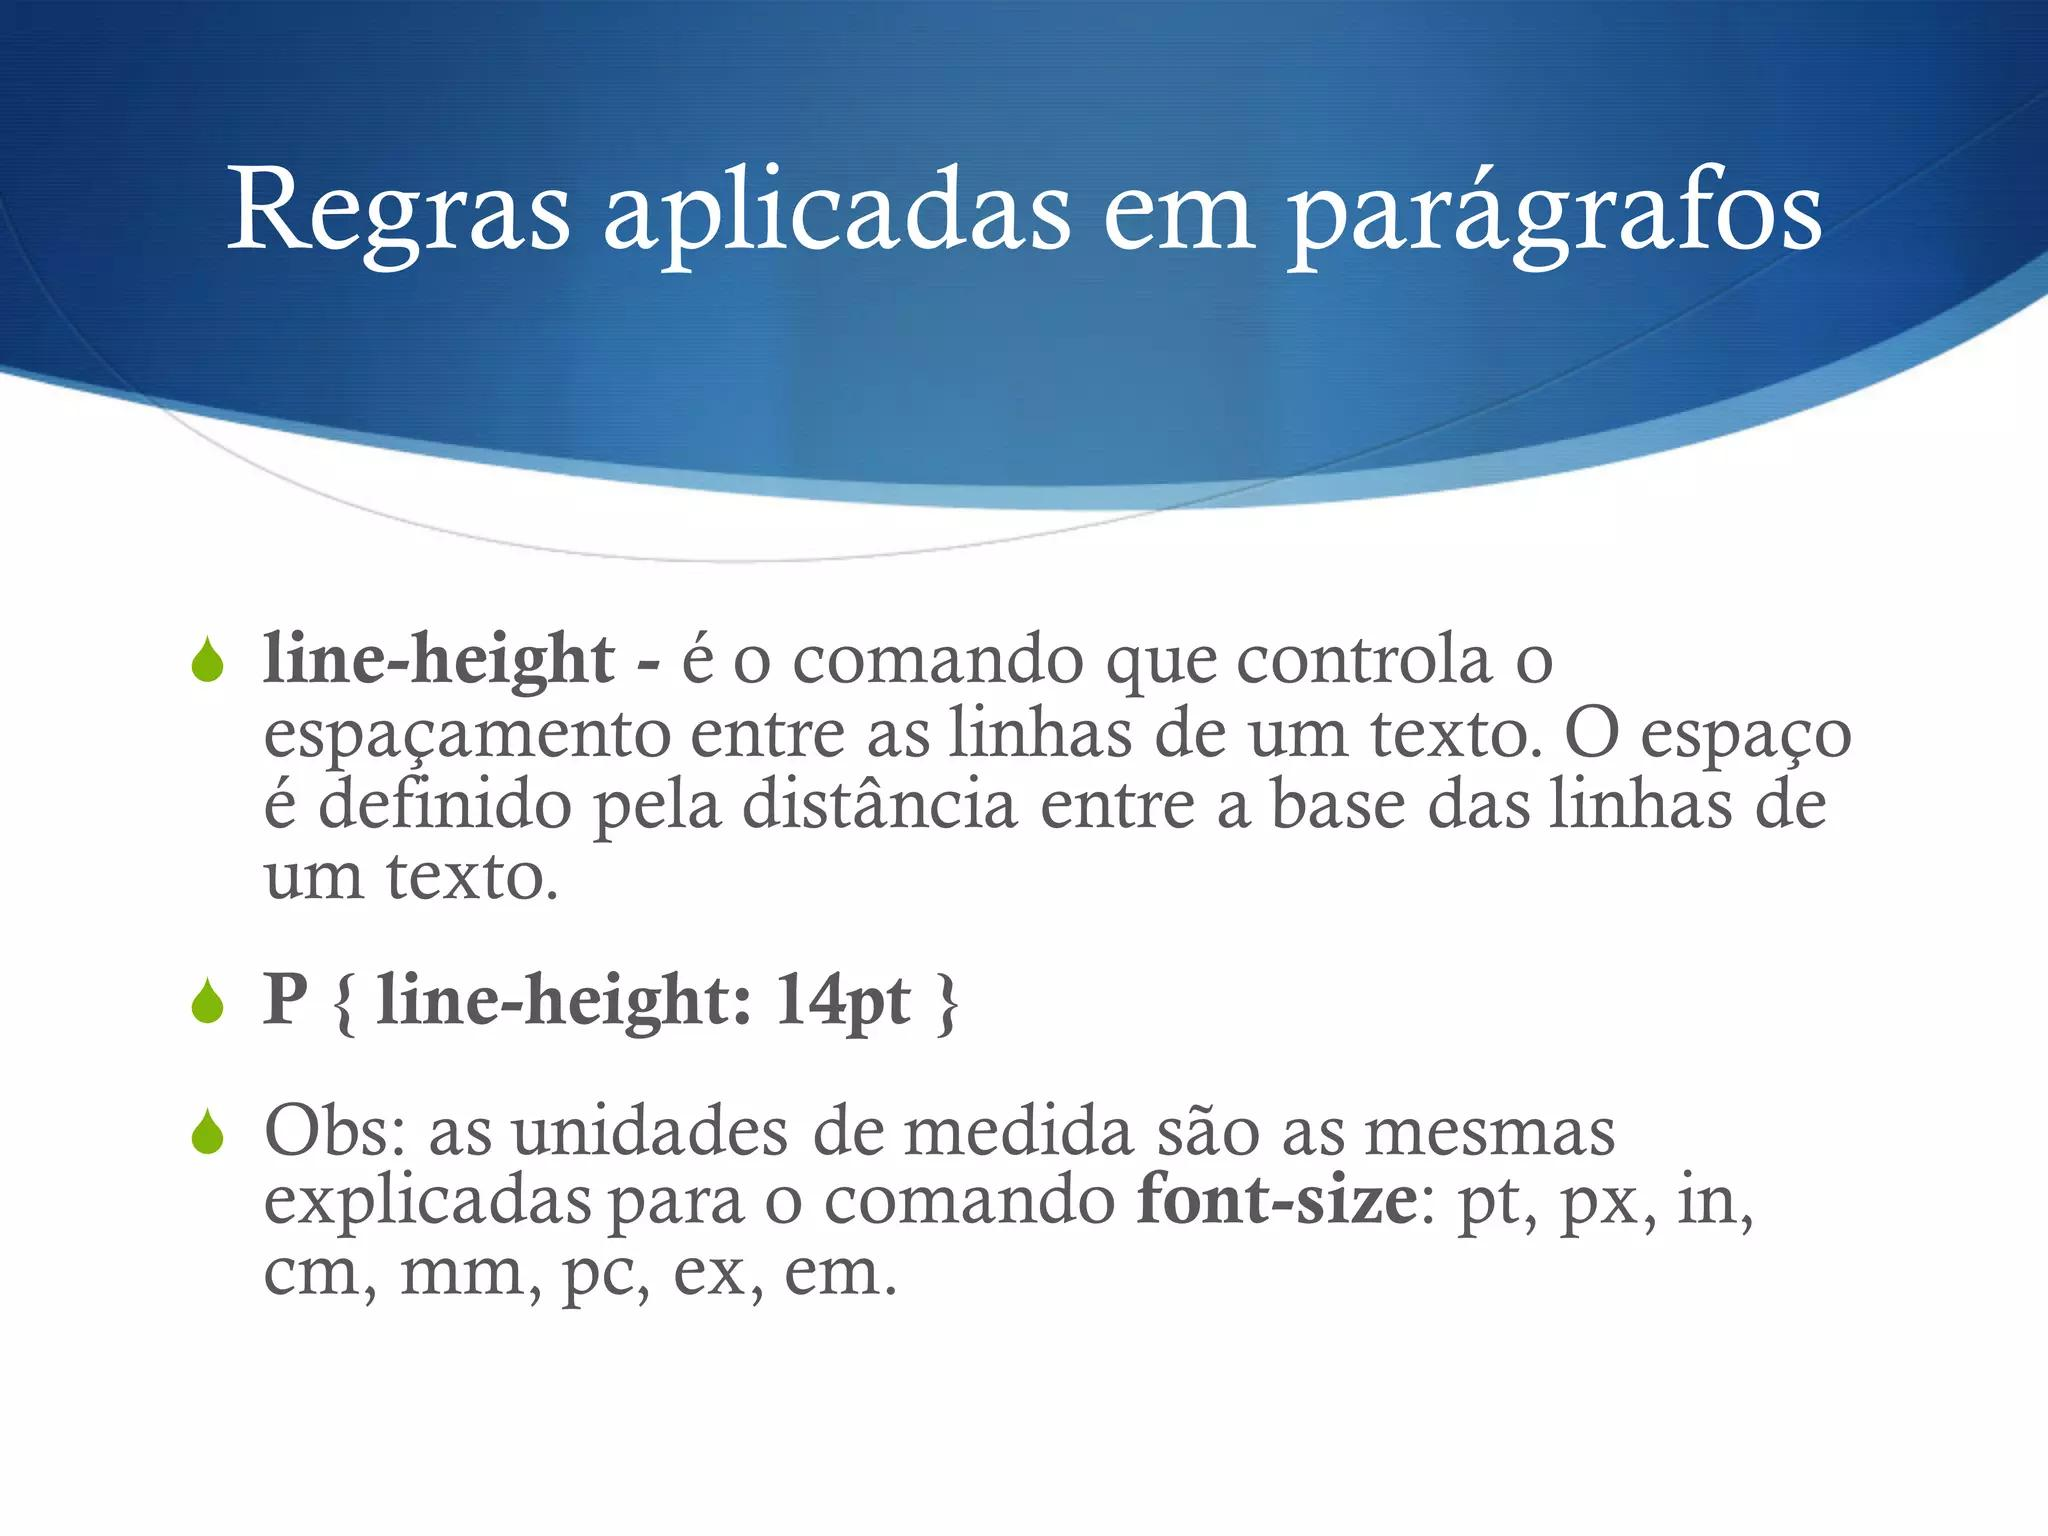 Regras aplicadas em parágrafos
line-height - é o comando que controla o
espaçamento entre as linhas de um texto. O espaço
é definido pela distância entre a base das linhas de
um texto.
P { line-height: 14pt }
Obs: as unidades de medida são as mesmas
explicadas para o comando font-size: pt, px, in,
cm, mm, pc, ex, em.